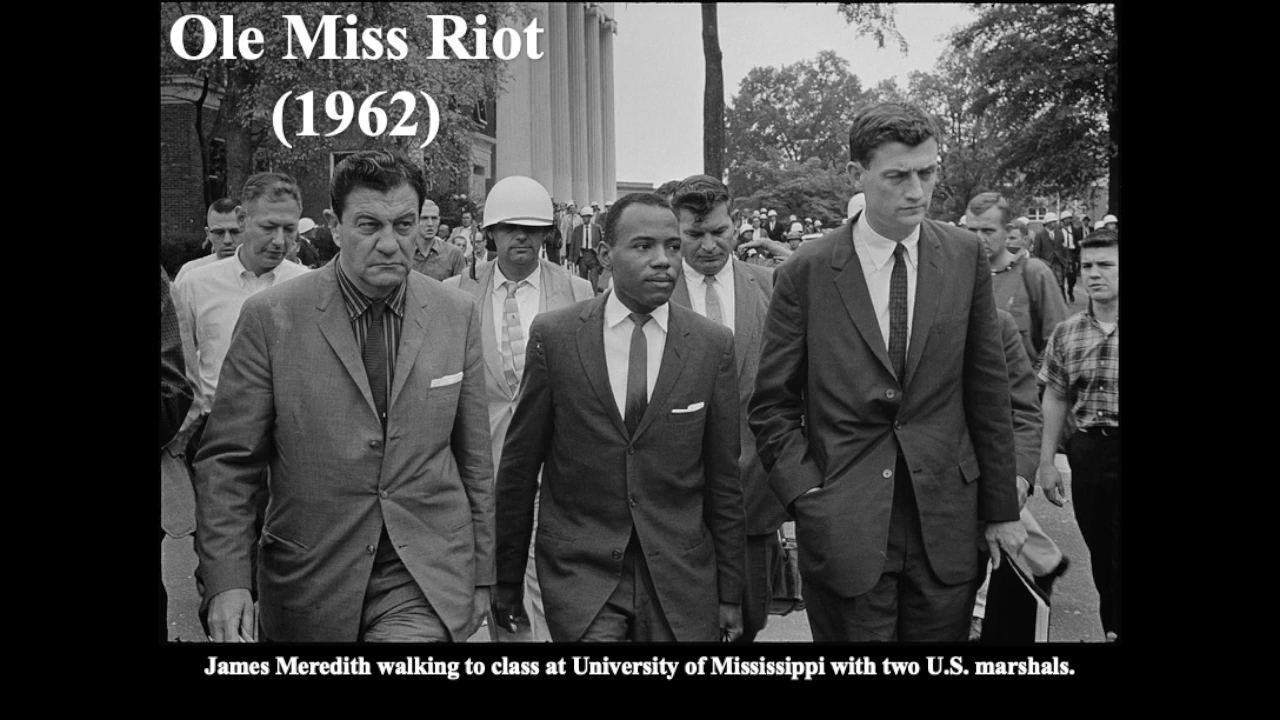 Ole Miss Riot
(1962)
James Meredith walking to class at University of Mississippi with two U.S. marshals.